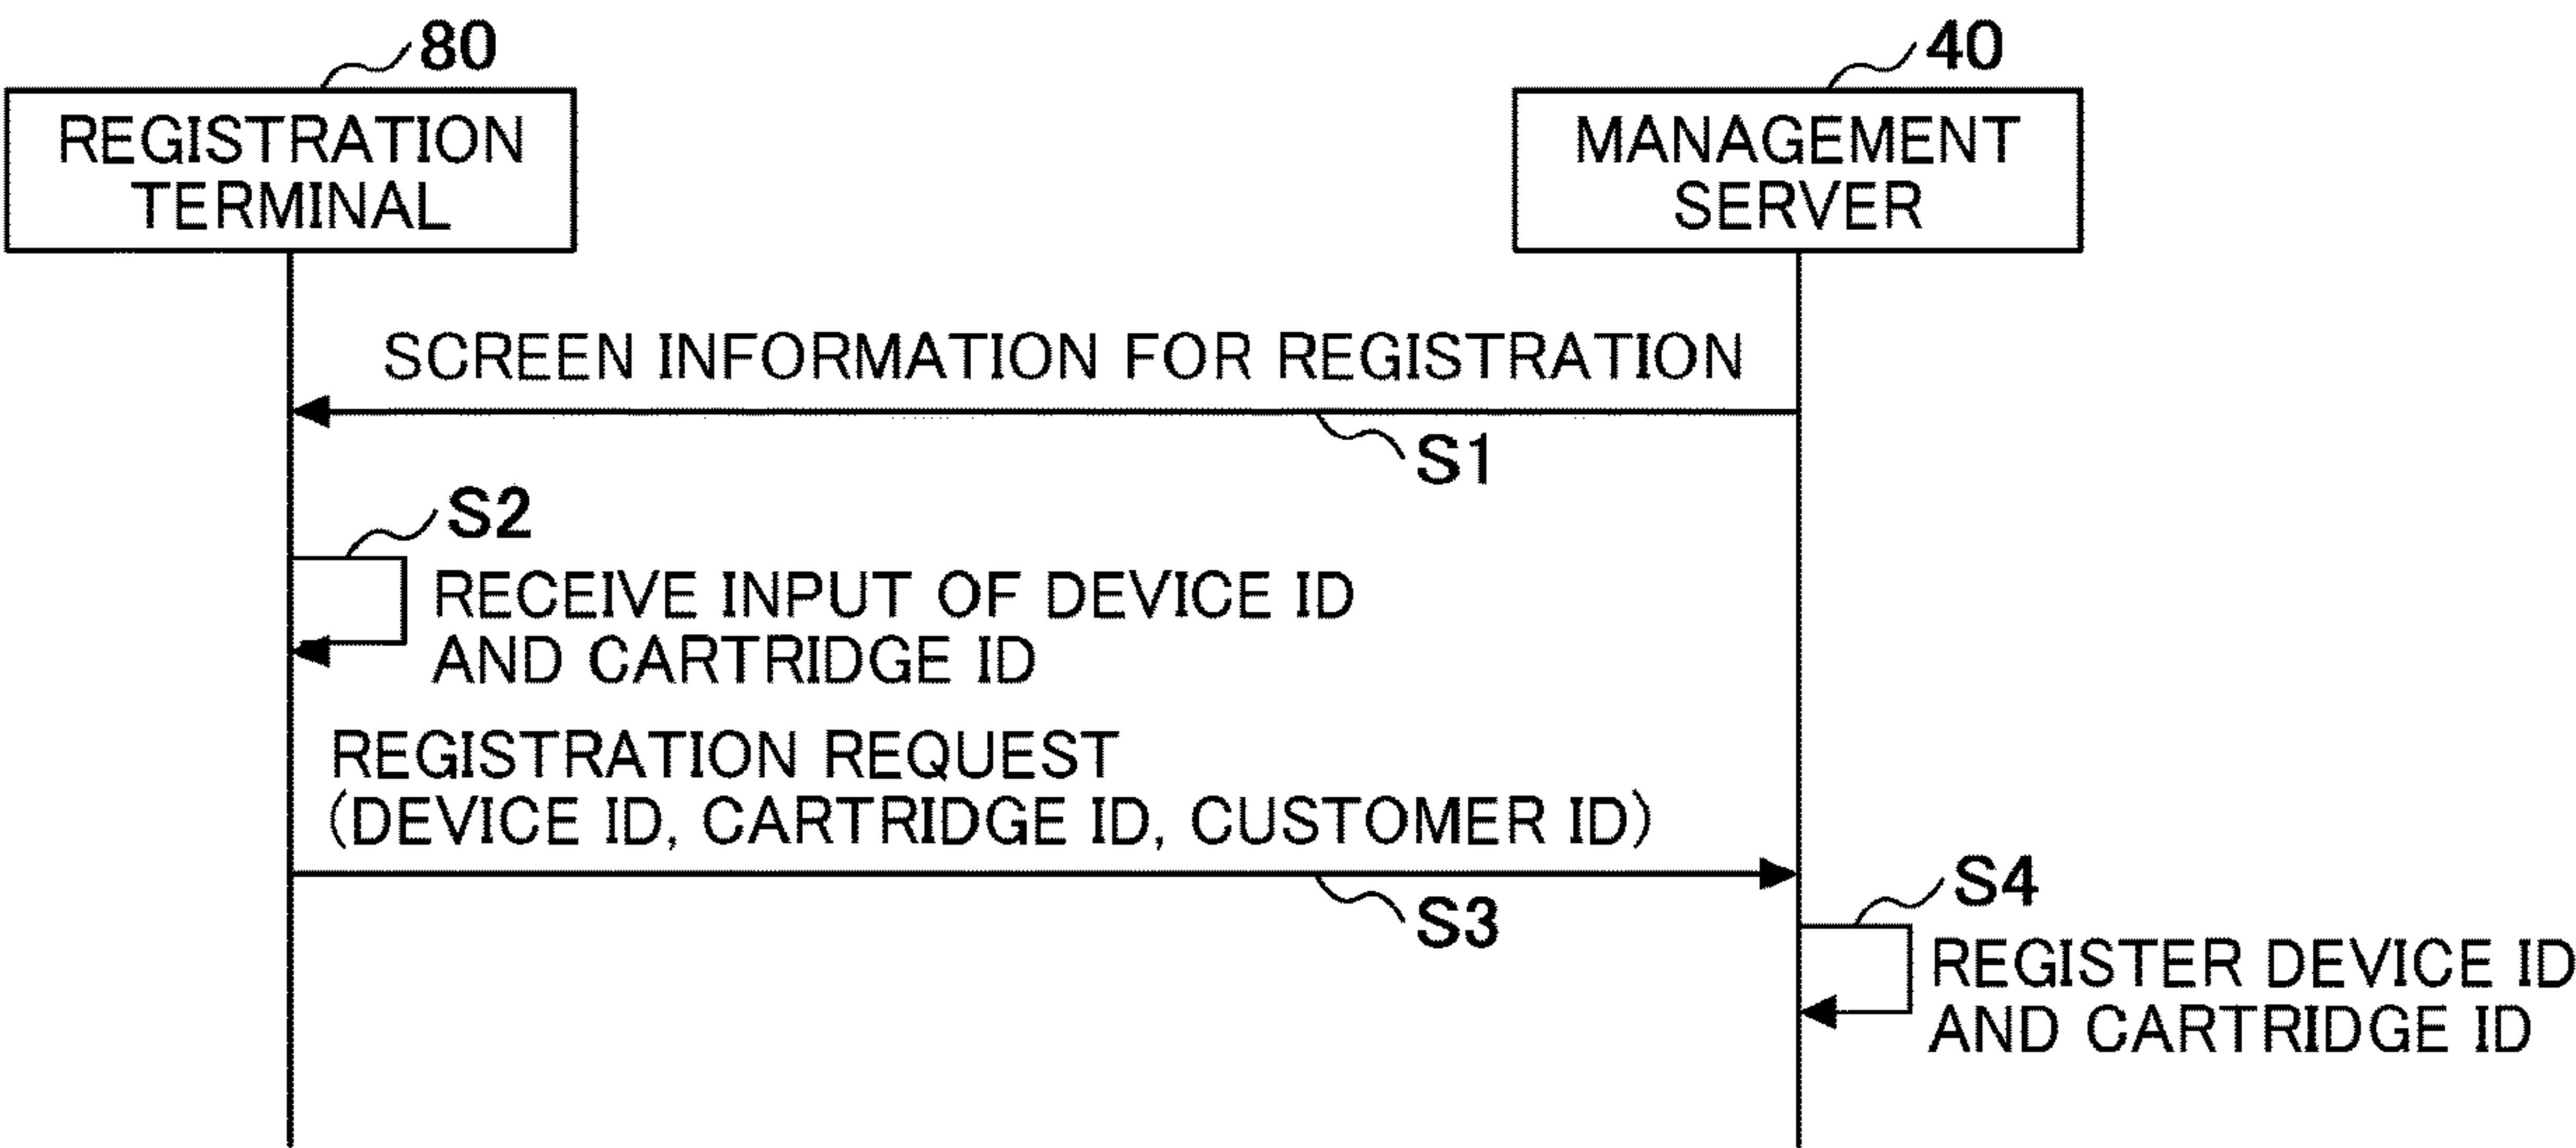 80
40
REGISTRATION
TERMINAL
MANAGEMENT
SERVER
SCREEN INFORMATION FOR REGISTRATION
S1
S2
RECEIVE INPUT OF DEVICE ID
AND CARTRIDGE ID
REGISTRATION REQUEST
(DEVICE ID, CARTRIDGE ID, CUSTOMER ID)
S3
S4
REGISTER DEVICE ID
AND CARTRIDGE ID